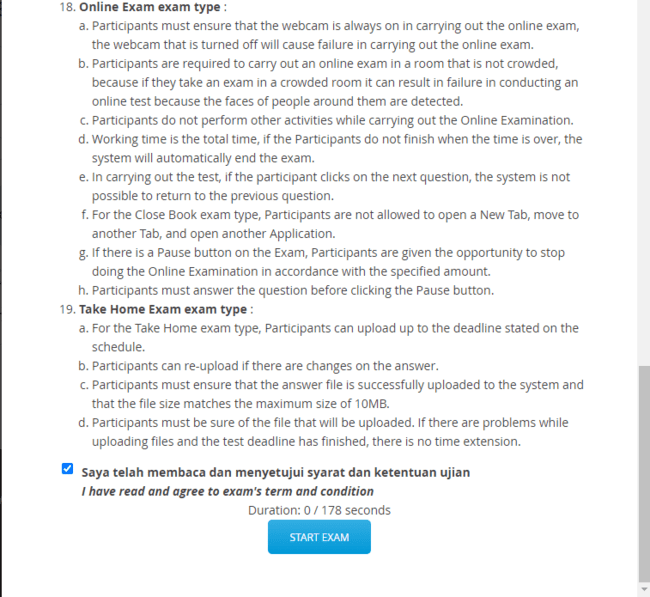 18. Online Exam exam type :
a. Participants must ensure that the webcam is always on in carrying out the online exam,
the webcam that is turned off will cause failure in carrying out the online exam.
b. Participants are required to carry out an online exam in a room that is not crowded,
because if they take an exam in a crowded room it can result in failure in conducting an
online test because the faces of people around them are detected.
c. Participants do not perform other activities while carrying out the Online Examination.
d. Working time is the total time, if the Participants do not finish when the time is over, the
system will automatically end the exam.
e. In carrying out the test, if the participant clicks on the next question, the system is not
possible to return to the previous question.
f. For the Close Book exam type, Participants are not allowed to open a New Tab, move to
another Tab, and open another Application.
g. If there is a Pause button on the Exam, Participants are given the opportunity to stop
doing the Online Examination in accordance with the specified amount.
h. Participants must answer the question before clicking the Pause button.
19. Take Home Exam exam type :
a. For the Take Home exam type, Participants can upload up to the deadline stated on the
schedule.
b. Participants can re-upload if there are changes on the answer.
c. Participants must ensure that the answer file is successfully uploaded to the system and
that the file size matches the maximum size of 10MB.
d. Participants must be sure of the file that will be uploaded. If there are problems while
uploading files and the test deadline has finished, there is no time extension.
Saya telah membaca dan menyetujui syarat dan ketentuan ujian
I have read and agree to exam's term and condition
Duration: 0 / 178 seconds
START EXAM